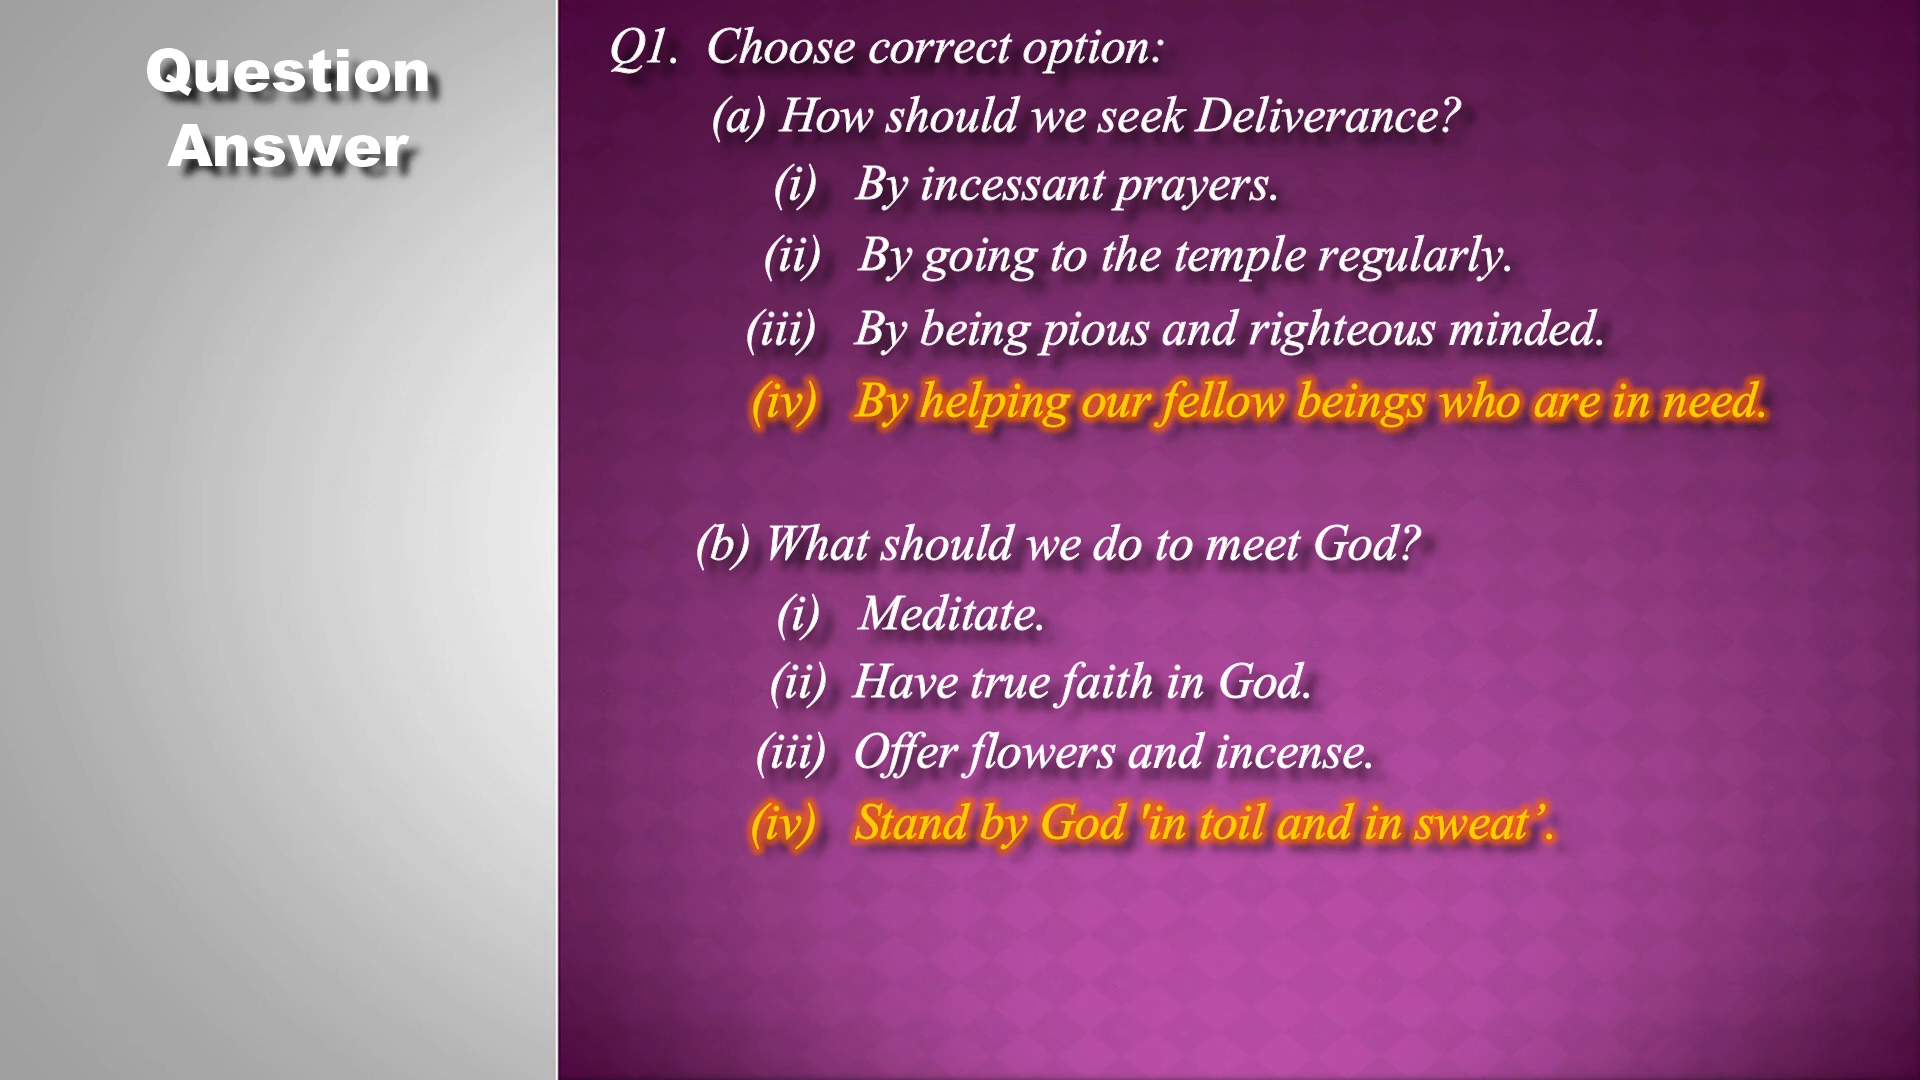 Question
Answer
Q1. Choose correct option:
(a) How should we seek Deliverance?
(i) By incessant prayers.
(ii) By going to the temple regularly.
(iii) By being pious and righteous minded.
(iv) By helping our fellow beings who are in need.
(b) What should we do to meet God?
(i) Meditate.
(ii) Have true faith in God.
(iii) Offer flowers and incense.
(iv) Stand by God 'in toil and in sweat’.